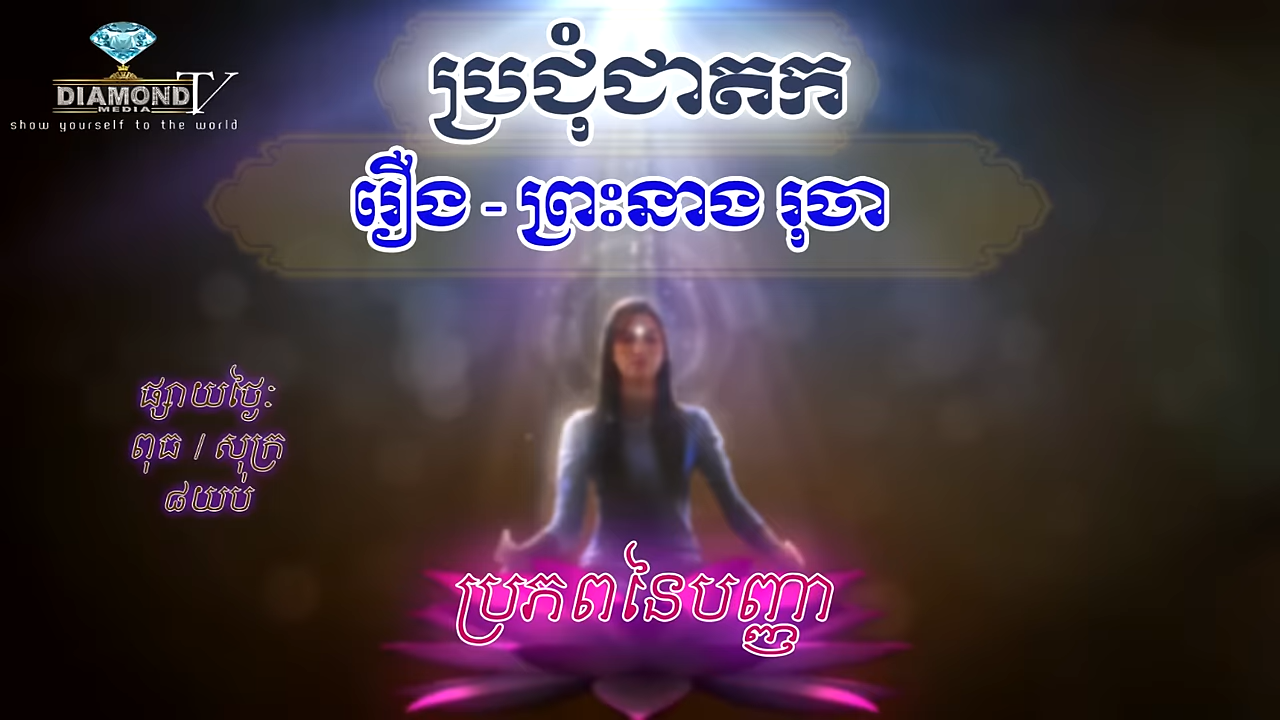 DIAMOND TV
MEDIA
show yourself to the world
ប្រជុំជាតក
រឿង - ព្រះនាង រុចា
ផ្សាយថ្ងៃ:
ពុធ / សុក្រ
៨យប់
ប្រភពនៃបញ្ញា